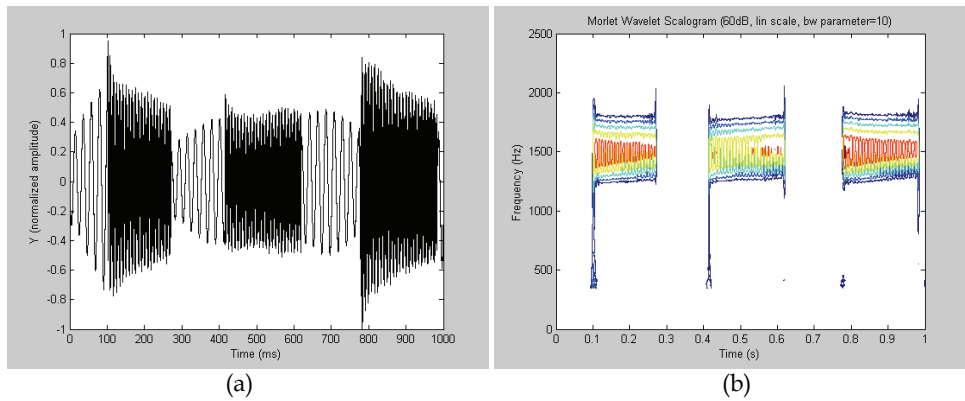 1
0.8
0.6
0.4
0.2
0
-0.2
-0.4
-0.6
-0.8
-1
Y (normalized amplitude)
0 100 200 300 400 500 600 700 800 900 1000
Time (ms)
(a)
Morlet Wavelet Scalogram (60dB, lin scale, bw parameter=10)
2500
2000
1500
1000
500
0
Frequency (Hz)
0 0.1 0.2 0.3 0.4 0.5 0.6 0.7 0.8 0.9 1
Time (s)
(b)